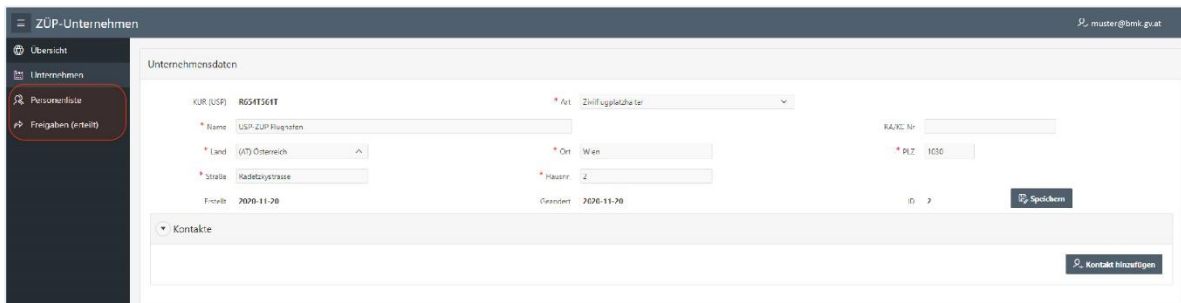 ZÜP-Unternehmen
muster@bmk.gv.at
Übersicht
Unternehmen
Personenliste
Freigaben (erteilt)
Unternehmensdaten
KUR (USP) R654T561T * Art Zivilflugplatzhalter
* Name USP-ZÜP Flughafen RA/KC Nr
* Land (AT) Österreich * Ort Wien * PLZ 1030
* Straße Radetzkystrasse * Hausnr. 2
Erstellt 2020-11-20 Geändert 2020-11-20 ID 2 Speichern
Kontakte
Kontakt hinzufügen